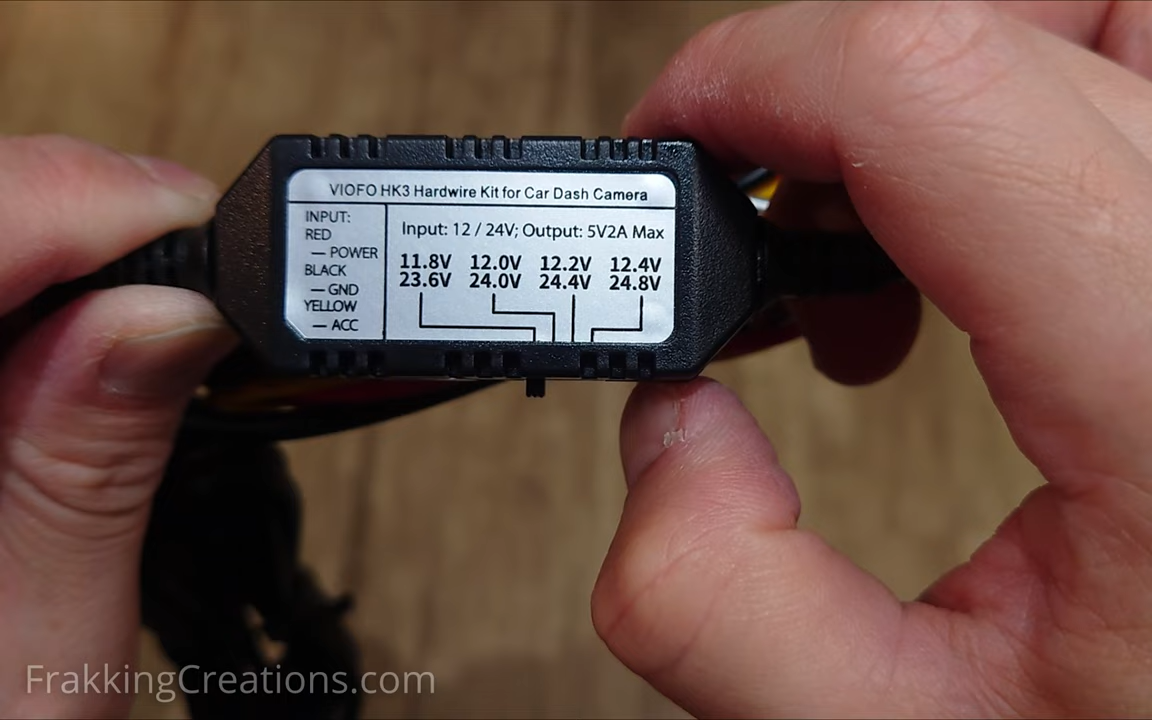 VIOFO HK3 Hardwire Kit for Car Dash Camera
INPUT:
RED
— POWER
BLACK
— GND
YELLOW
— ACC
Input: 12 / 24V; Output: 5V2A Max
11.8V 12.0V 12.2V 12.4V
23.6V 24.0V 24.4V 24.8V
FrakkingCreations.com